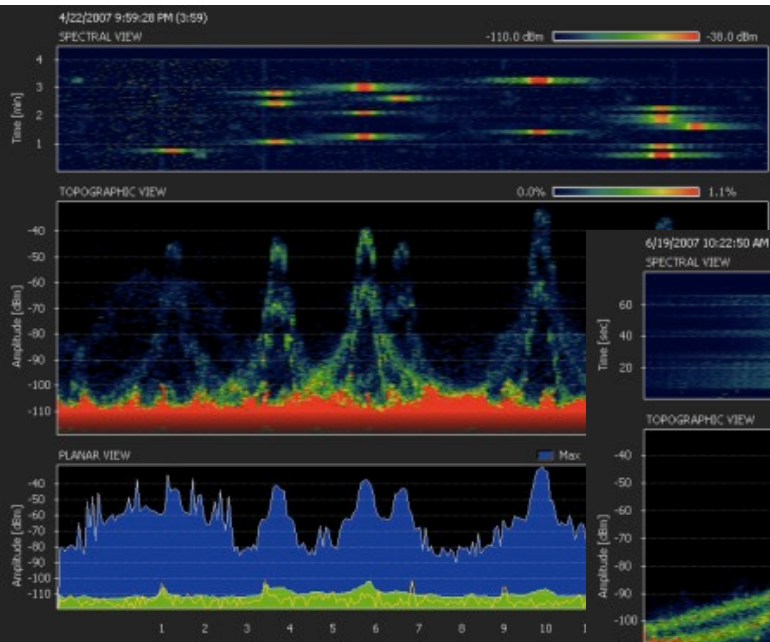 4/22/2007 9:59:28 PM (3:59)
SPECTRAL VIEW
-110.0 dBm
-38.0 dBm
Time [min]
4
3
2
1
TOPOGRAPHIC VIEW
0.0%
1.1%
Amplitude [dBm]
-40
-50
-60
-70
-80
-90
-100
-110
PLANAR VIEW
Max
Amplitude [dBm]
-40
-50
-60
-70
-80
-90
-100
-110
1 2 3 4 5 6 7 8 9 10 1
6/19/2007 10:22:50 AM
SPECTRAL VIEW
Time [sec]
60
40
20
TOPOGRAPHIC VIEW
Amplitude [dBm]
-40
-50
-60
-70
-80
-90
-100